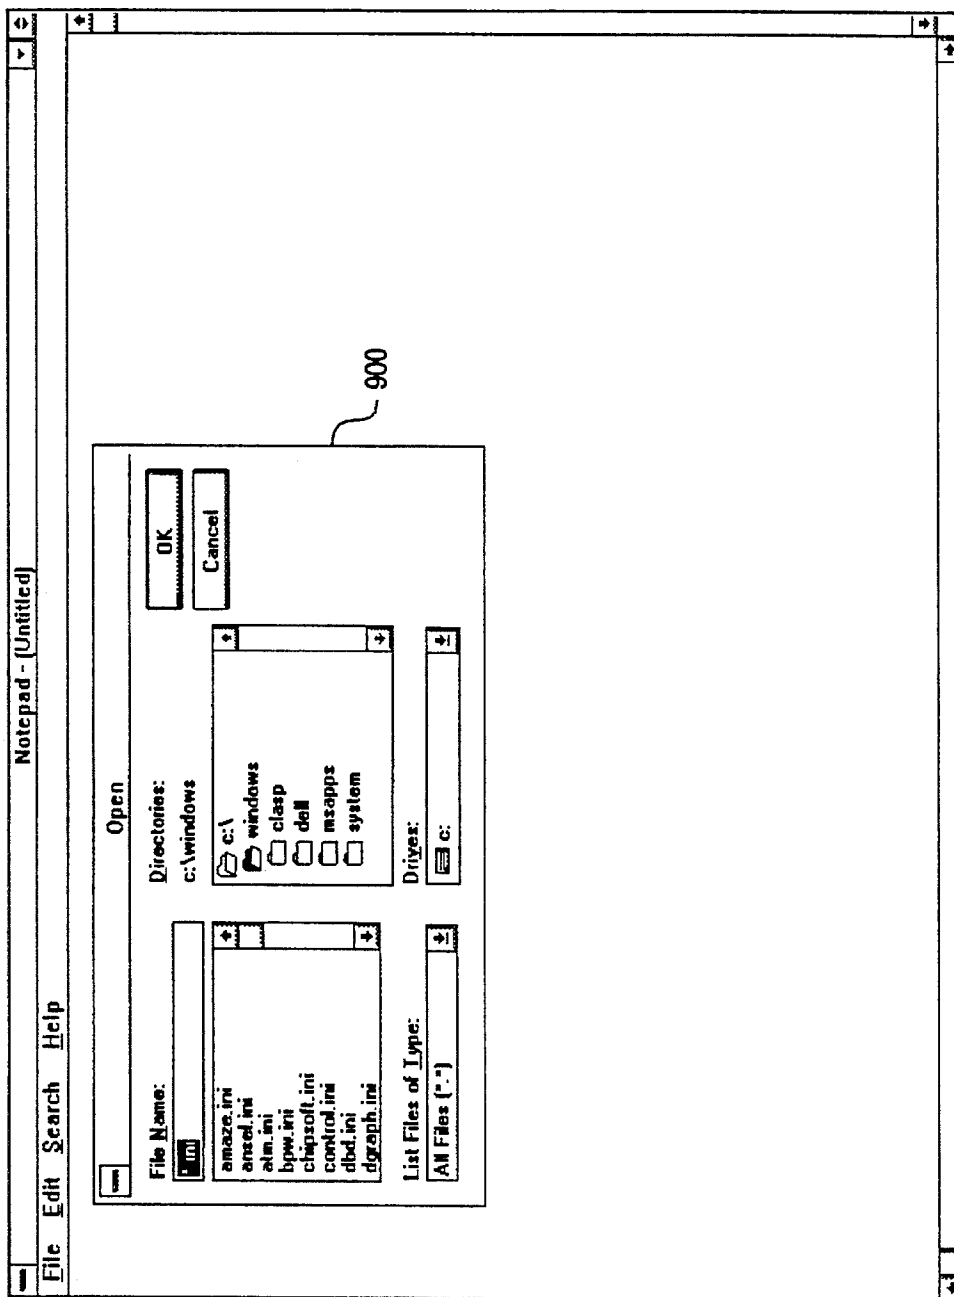 Notepad - (Untitled)
File Edit Search Help
Open
File Name:
*.ini
amaze.ini
ansel.ini
atm.ini
bpw.ini
chipsoft.ini
control.ini
dbd.ini
dgraph.ini
List Files of Type:
All Files (*.*)
Directories:
c:\windows
c:\
windows
clasp
dell
msapps
system
Drives:
c:
OK
Cancel
900